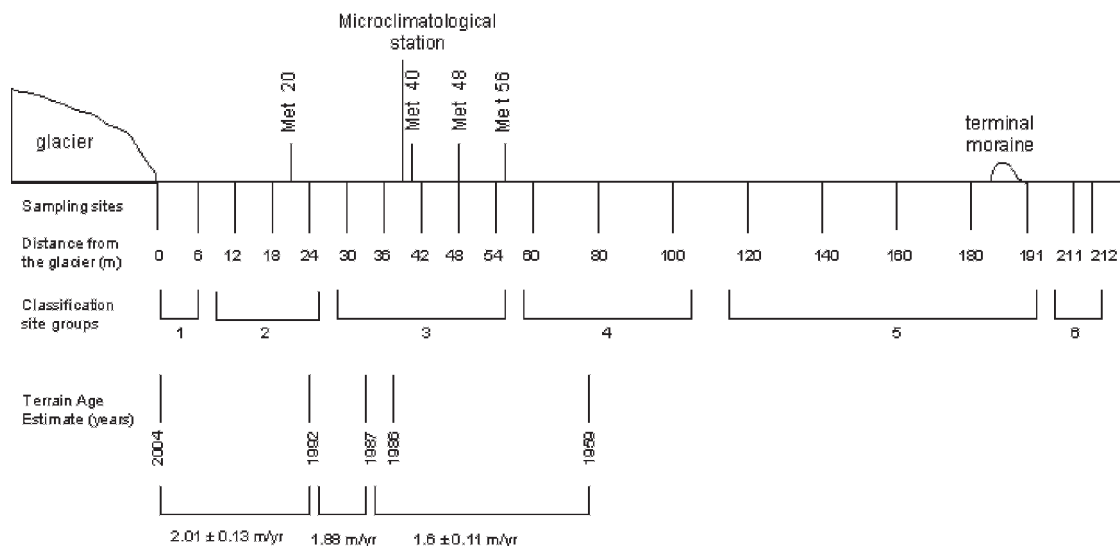 Microclimatological
station
Met 20
Met 40
Met 48
Met 56
glacier
terminal
moraine
Sampling sites
Distance from
the glacier (m)
0 6 12 18 24 30 36 42 48 54 60 80 100 120 140 160 180 191 211 212
Classification
site groups
1 2 3 4 5 6
Terrain Age
Estimate (years)
2004 1992 1987 1986 1959
2.01 ± 0.13 m/yr 1.88 m/yr 1.6 ± 0.11 m/yr